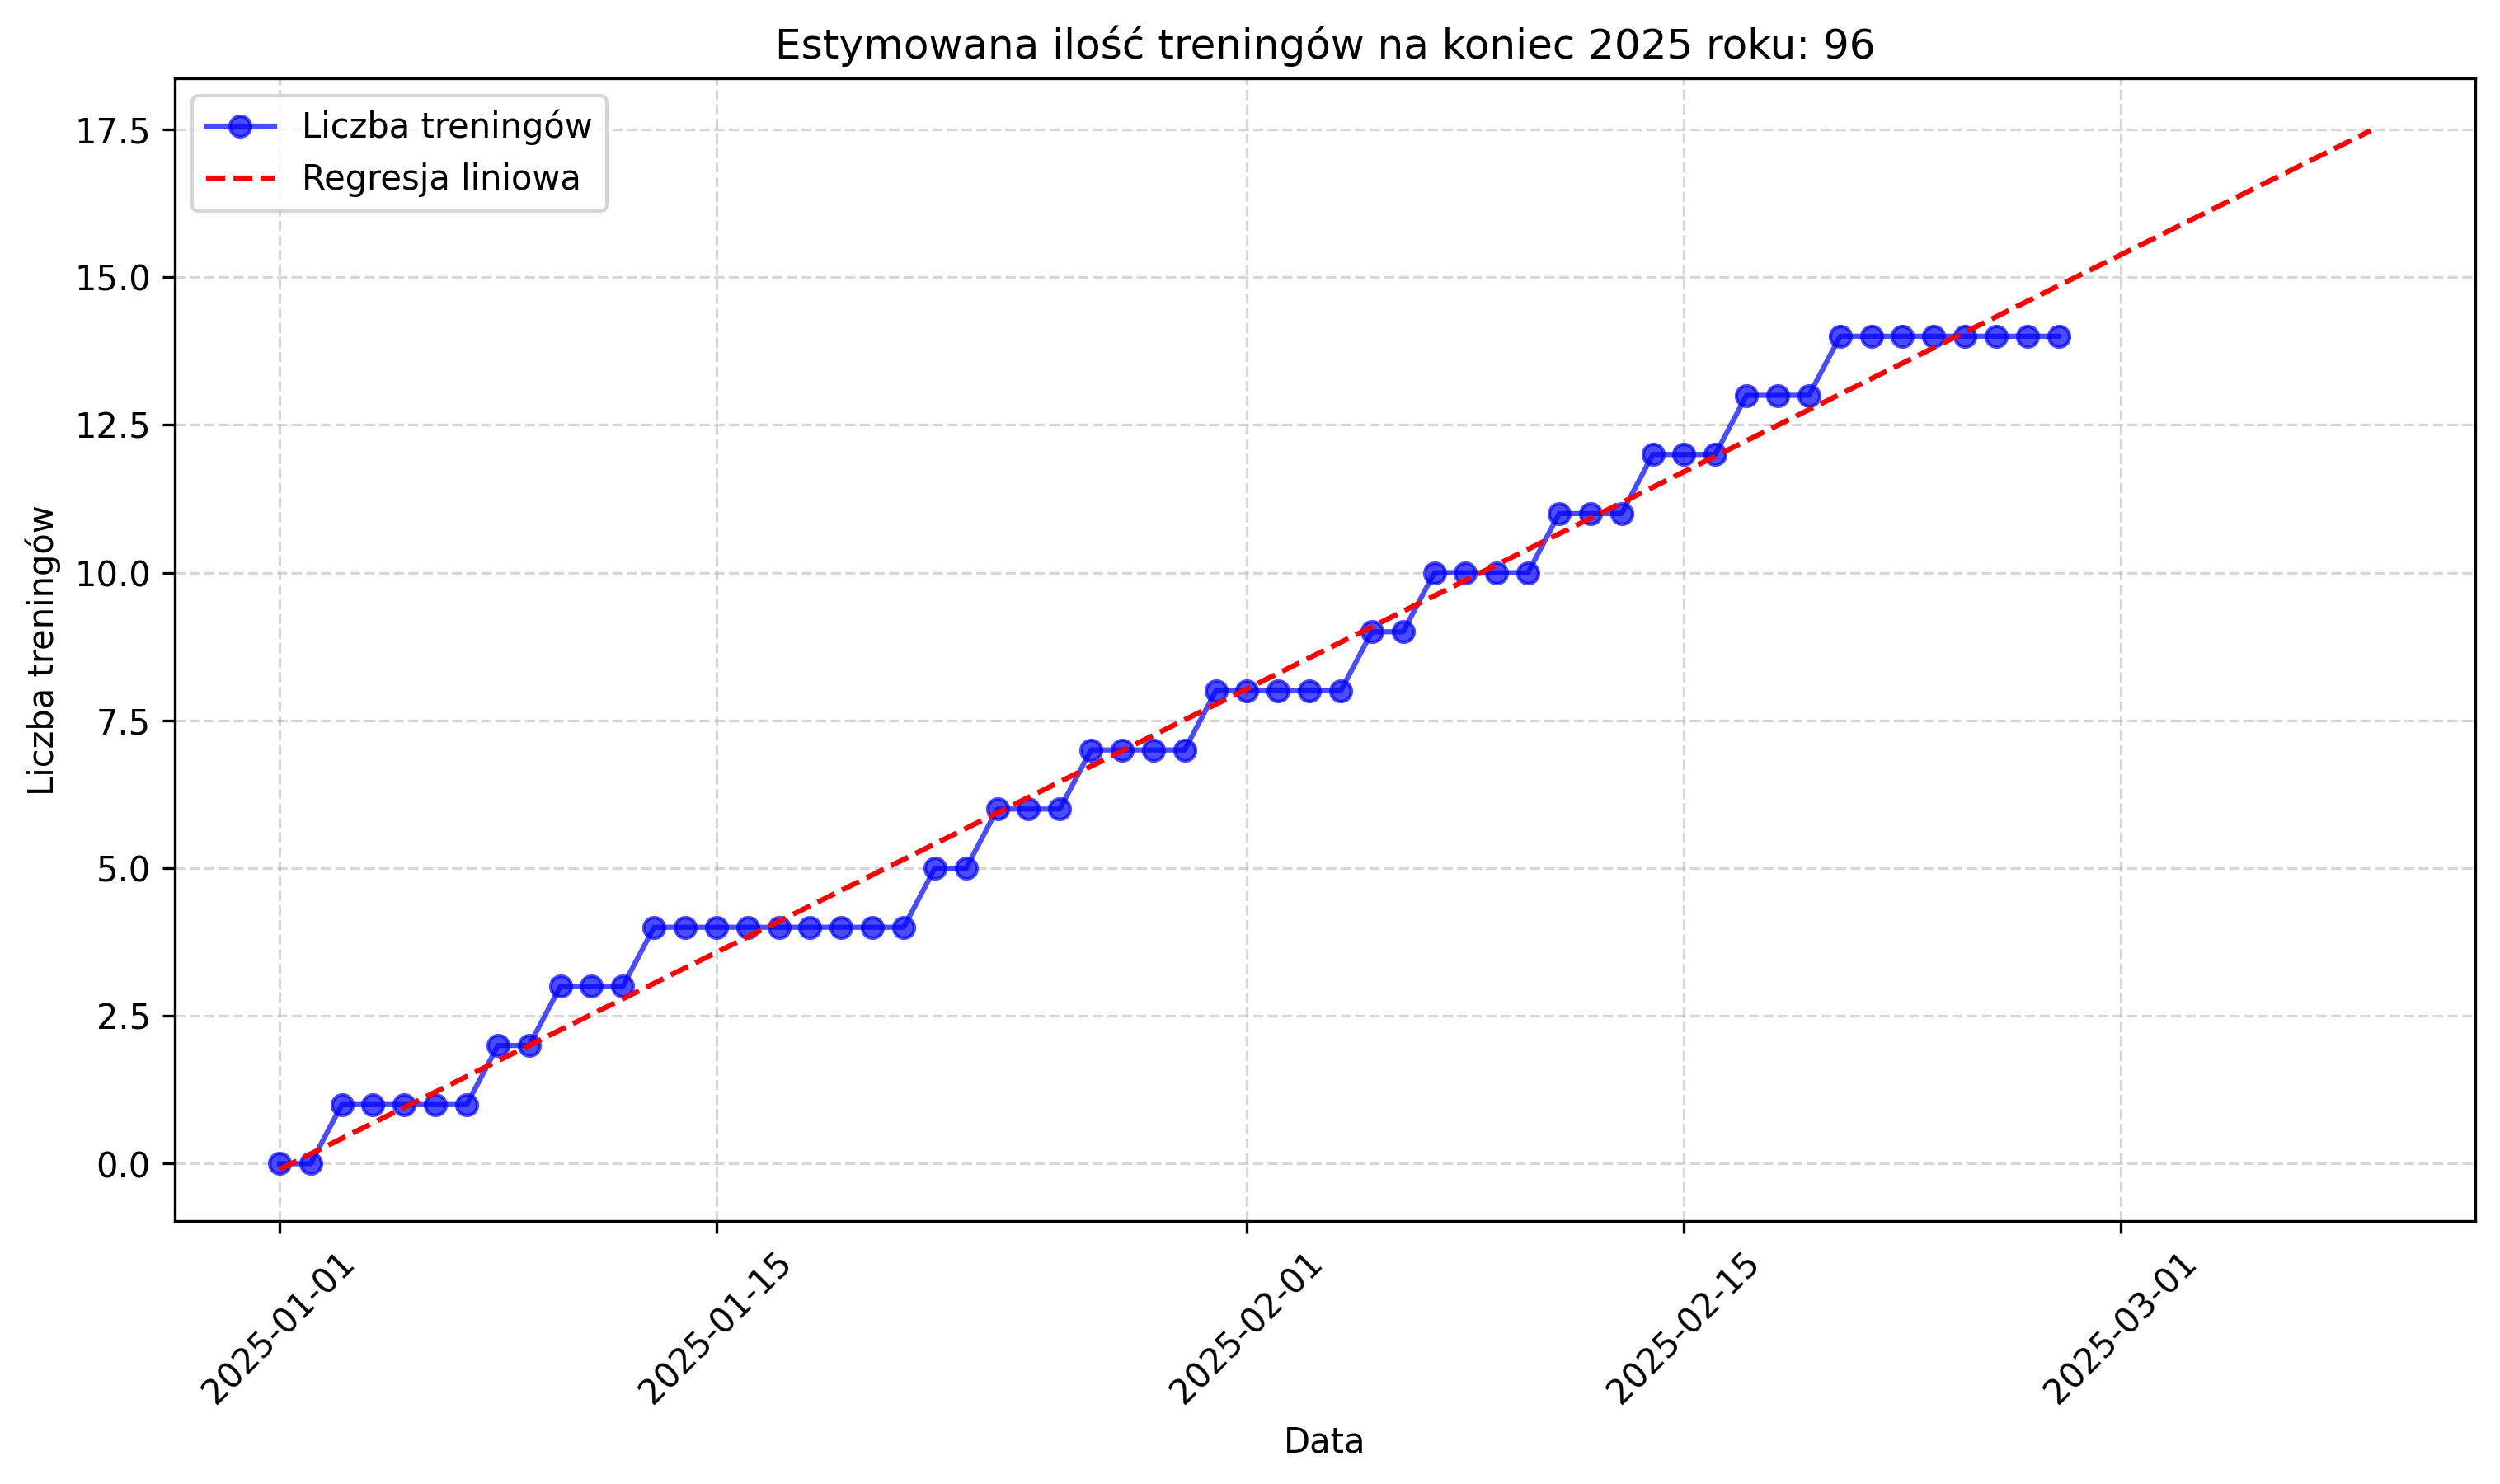 Estymowana ilość treningów na koniec 2025 roku: 96
Liczba treningów
Regresja liniowa
17.5
15.0
12.5
10.0
7.5
5.0
2.5
0.0
Liczba treningów
2025-01-01
2025-01-15
2025-02-01
2025-02-15
2025-03-01
Data